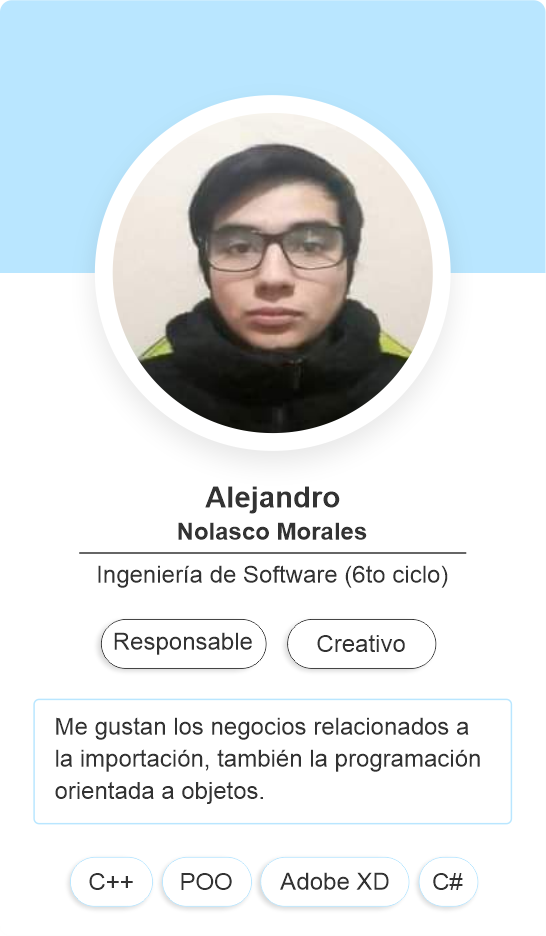 Alejandro
Nolasco Morales
Ingeniería de Software (6to ciclo)
Responsable Creativo
Me gustan los negocios relacionados a
la importación, también la programación
orientada a objetos.
C++ POO Adobe XD C#